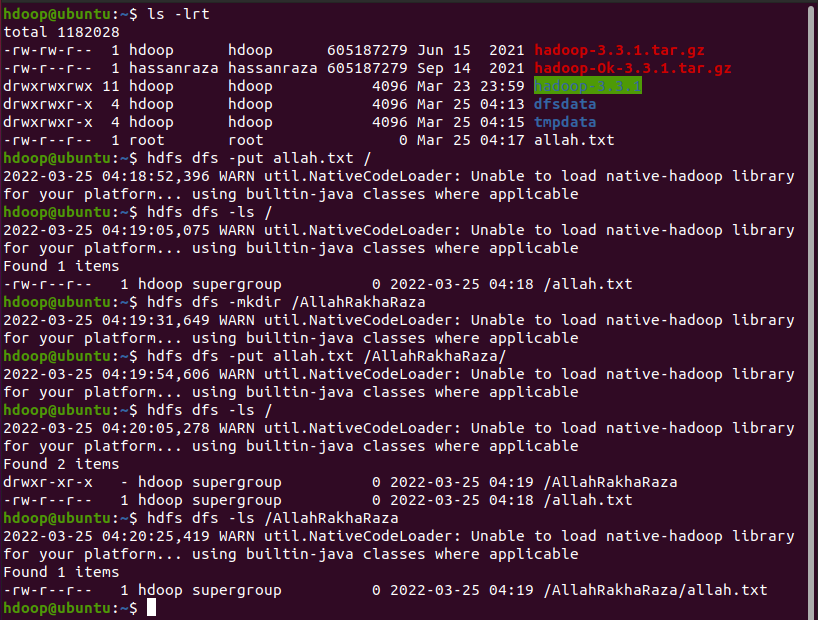 hdoop@ubuntu:~$ ls -lrt
total 1182028
-rw-rw-r--  1 hdoop      hdoop      605187279 Jun 15  2021 hadoop-3.3.1.tar.gz
-rw-r--r--  1 hassanraza hassanraza 605187279 Sep 14  2021 hadoop-Ok-3.3.1.tar.gz
drwxrwxrwx 11 hdoop      hdoop           4096 Mar 23 23:59 hadoop-3.3.1
drwxrwxr-x  4 hdoop      hdoop           4096 Mar 25 04:13 dfsdata
drwxrwxr-x  4 hdoop      hdoop           4096 Mar 25 04:15 tmpdata
-rw-r--r--  1 root       root               0 Mar 25 04:17 allah.txt
hdoop@ubuntu:~$ hdfs dfs -put allah.txt /
2022-03-25 04:18:52,396 WARN util.NativeCodeLoader: Unable to load native-hadoop library
for your platform... using builtin-java classes where applicable
hdoop@ubuntu:~$ hdfs dfs -ls /
2022-03-25 04:19:05,075 WARN util.NativeCodeLoader: Unable to load native-hadoop library
for your platform... using builtin-java classes where applicable
Found 1 items
-rw-r--r--   1 hdoop supergroup          0 2022-03-25 04:18 /allah.txt
hdoop@ubuntu:~$ hdfs dfs -mkdir /AllahRakhaRaza
2022-03-25 04:19:31,649 WARN util.NativeCodeLoader: Unable to load native-hadoop library
for your platform... using builtin-java classes where applicable
hdoop@ubuntu:~$ hdfs dfs -put allah.txt /AllahRakhaRaza/
2022-03-25 04:19:54,606 WARN util.NativeCodeLoader: Unable to load native-hadoop library
for your platform... using builtin-java classes where applicable
hdoop@ubuntu:~$ hdfs dfs -ls /
2022-03-25 04:20:05,278 WARN util.NativeCodeLoader: Unable to load native-hadoop library
for your platform... using builtin-java classes where applicable
Found 2 items
drwxr-xr-x   - hdoop supergroup          0 2022-03-25 04:19 /AllahRakhaRaza
-rw-r--r--   1 hdoop supergroup          0 2022-03-25 04:18 /allah.txt
hdoop@ubuntu:~$ hdfs dfs -ls /AllahRakhaRaza
2022-03-25 04:20:25,419 WARN util.NativeCodeLoader: Unable to load native-hadoop library
for your platform... using builtin-java classes where applicable
Found 1 items
-rw-r--r--   1 hdoop supergroup          0 2022-03-25 04:19 /AllahRakhaRaza/allah.txt
hdoop@ubuntu:~$